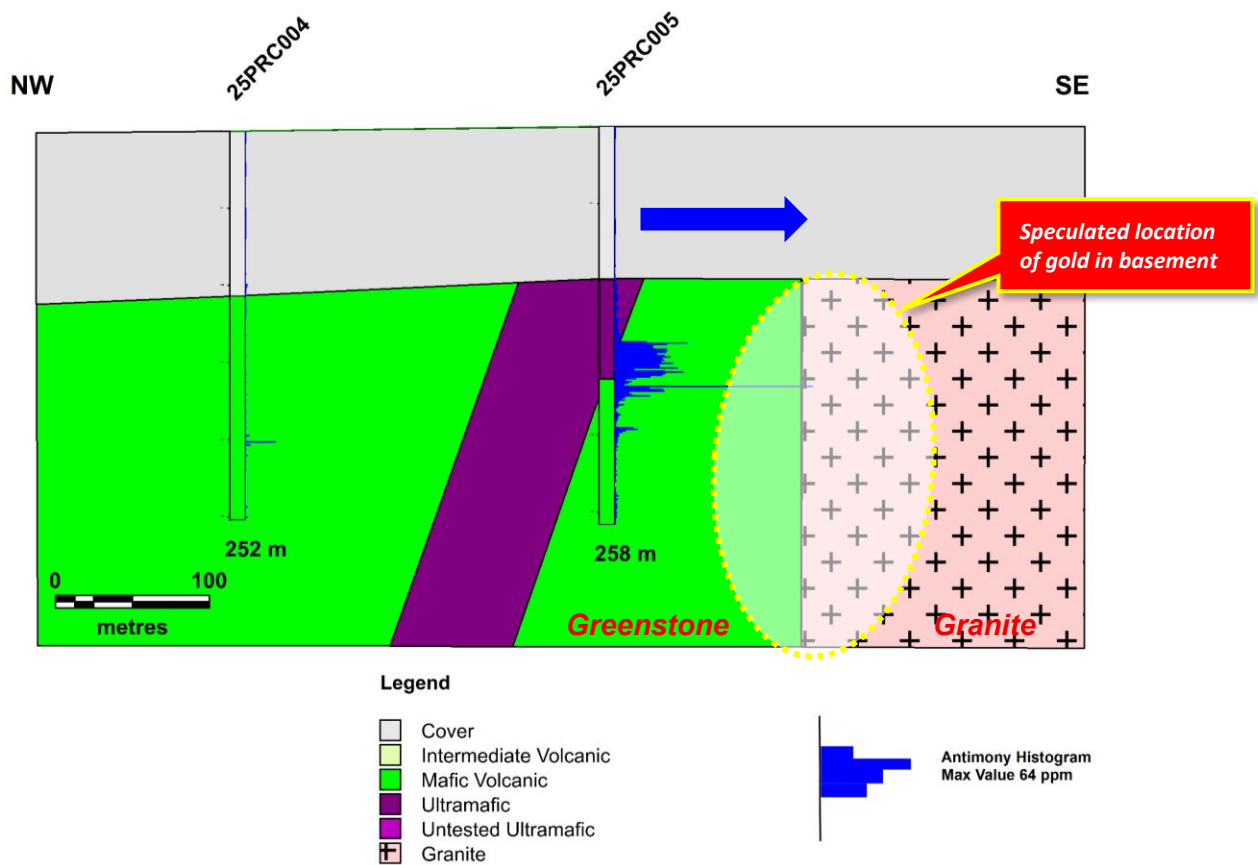 25PRC004
25PRC005
NW
SE
Speculated location
of gold in basement
252 m
258 m
0 100
metres
Greenstone
Granite
Legend
Cover
Intermediate Volcanic
Mafic Volcanic
Ultramafic
Untested Ultramafic
Granite
Antimony Histogram
Max Value 64 ppm